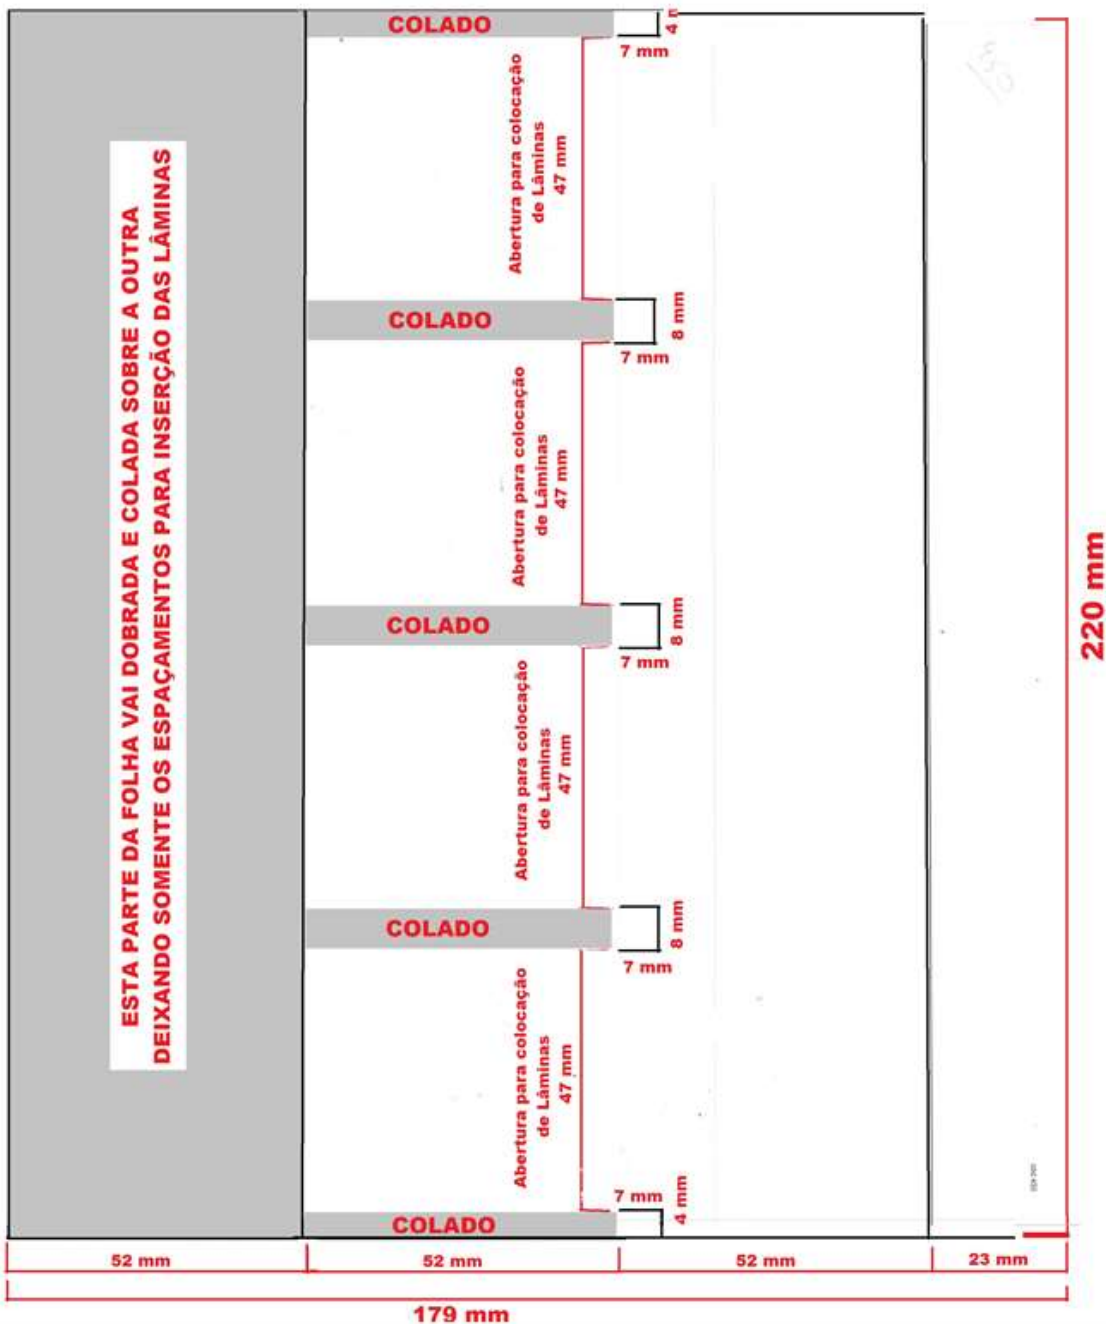 COLADO
4 m
7 mm
Abertura para colocação
de Lâminas
47 mm
ESTA PARTE DA FOLHA VAI DOBRADA E COLADA SOBRE A OUTRA
DEIXANDO SOMENTE OS ESPAÇAMENTOS PARA INSERÇÃO DAS LÂMINAS
COLADO
8 mm
7 mm
Abertura para colocação
de Lâminas
47 mm
220 mm
COLADO
8 mm
7 mm
Abertura para colocação
de Lâminas
47 mm
COLADO
8 mm
7 mm
Abertura para colocação
de Lâminas
47 mm
7 mm
4 mm
COLADO
52 mm
52 mm
52 mm
23 mm
179 mm